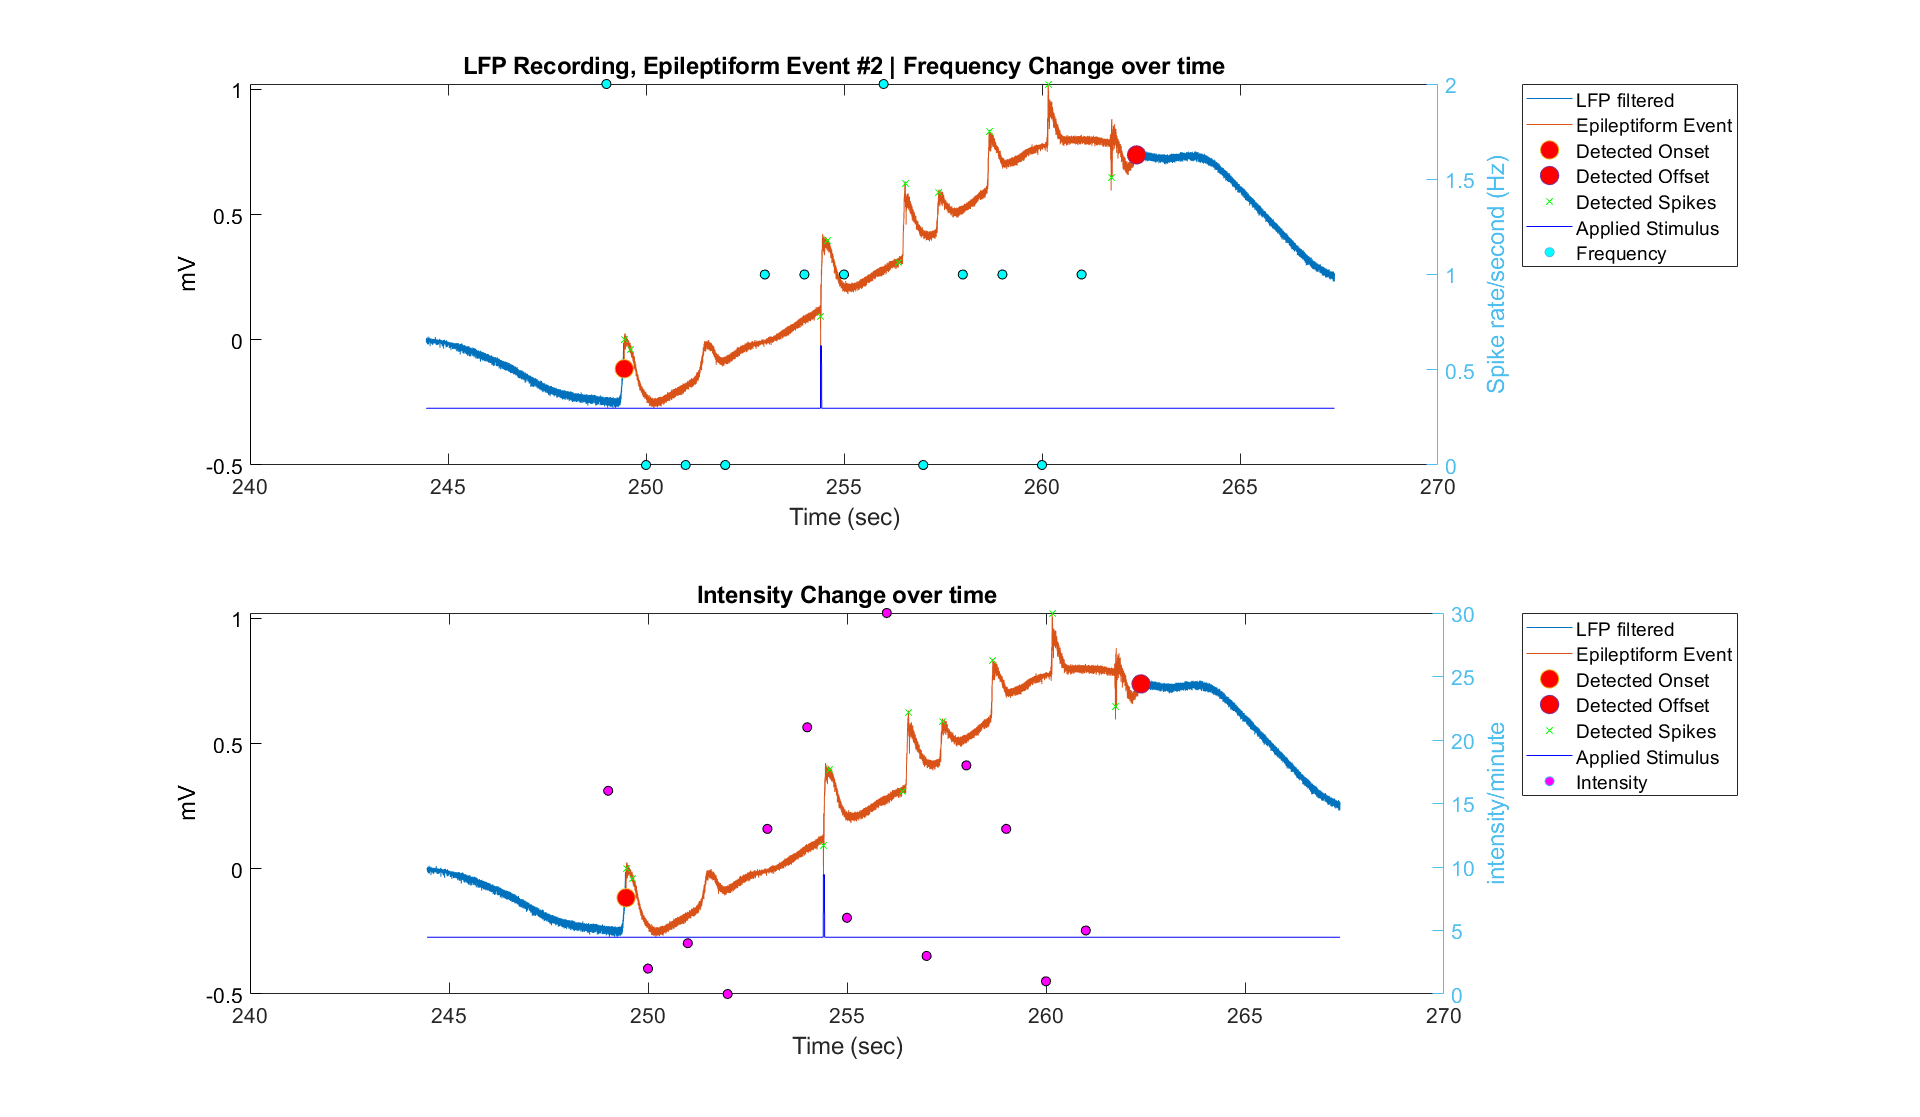 LFP Recording, Epileptiform Event #2 | Frequency Change over time
1
0.5
0
-0.5
mV
240
245
250
255
260
265
270
Time (sec)
2
1.5
1
0.5
0
Spike rate/second (Hz)
LFP filtered
Epileptiform Event
Detected Onset
Detected Offset
Detected Spikes
Applied Stimulus
Frequency
Intensity Change over time
1
0.5
0
-0.5
mV
240
245
250
255
260
265
270
Time (sec)
30
25
20
15
10
5
0
intensity/minute
LFP filtered
Epileptiform Event
Detected Onset
Detected Offset
Detected Spikes
Applied Stimulus
Intensity